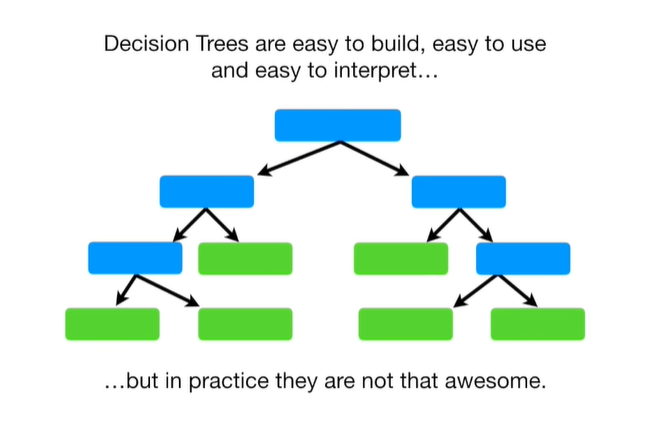 Decision Trees are easy to build, easy to use
and easy to interpret…
…but in practice they are not that awesome.